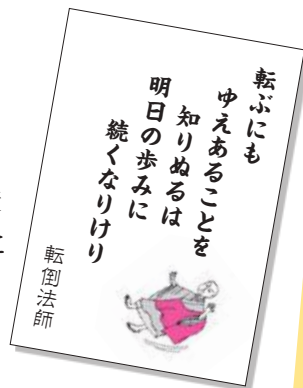 転ぶにも
ゆえあることを
知りぬるは
明日の歩みに
続くなりけり
転倒法師